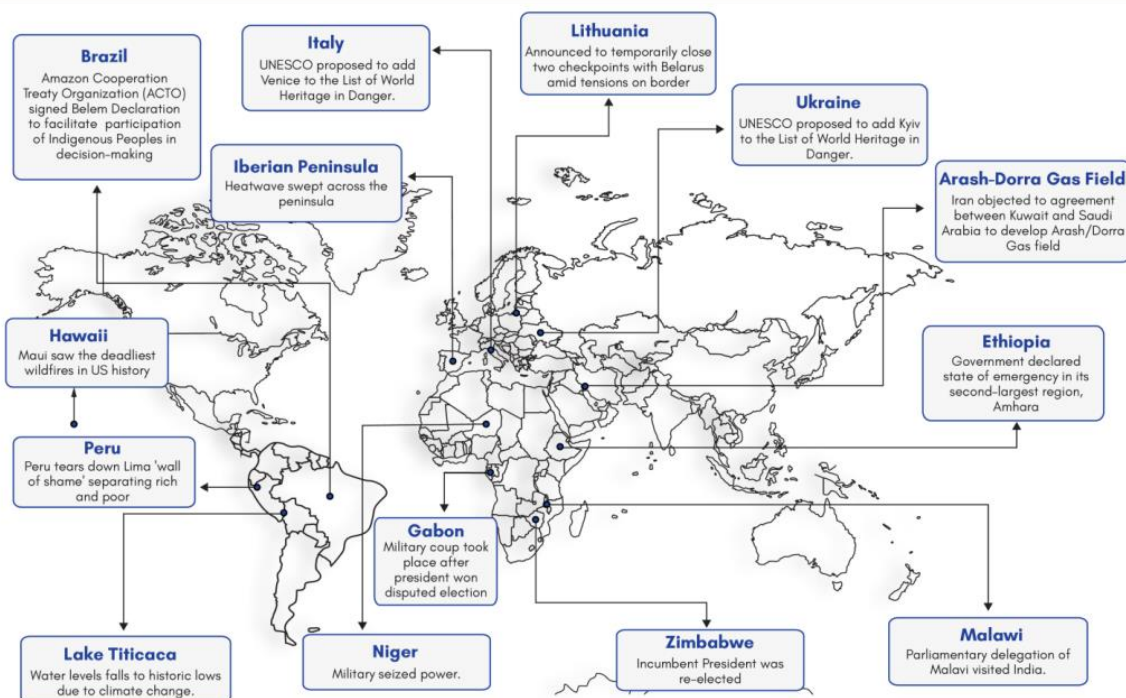 Brazil
Amazon Cooperation
Treaty Organization (ACTO)
signed Belem Declaration
to facilitate participation
of Indigenous Peoples in
decision-making
Italy
UNESCO proposed to add
Venice to the List of World
Heritage in Danger.
Lithuania
Announced to temporarily close
two checkpoints with Belarus
amid tensions on border
Ukraine
UNESCO proposed to add Kyiv
to the List of World Heritage in
Danger.
Iberian Peninsula
Heatwave swept across the
peninsula
Arash-Dorra Gas Field
Iran objected to agreement
between Kuwait and Saudi
Arabia to develop Arash/Dorra
Gas field
Hawaii
Maui saw the deadliest
wildfires in US history
Ethiopia
Government declared
state of emergency in its
second-largest region,
Amhara
Peru
Peru tears down Lima 'wall
of shame' separating rich
and poor
Gabon
Military coup took
place after
president won
disputed election
Lake Titicaca
Water levels falls to historic lows
due to climate change.
Niger
Military seized power.
Zimbabwe
Incumbent President was
re-elected
Malawi
Parliamentary delegation of
Malavi visited India.